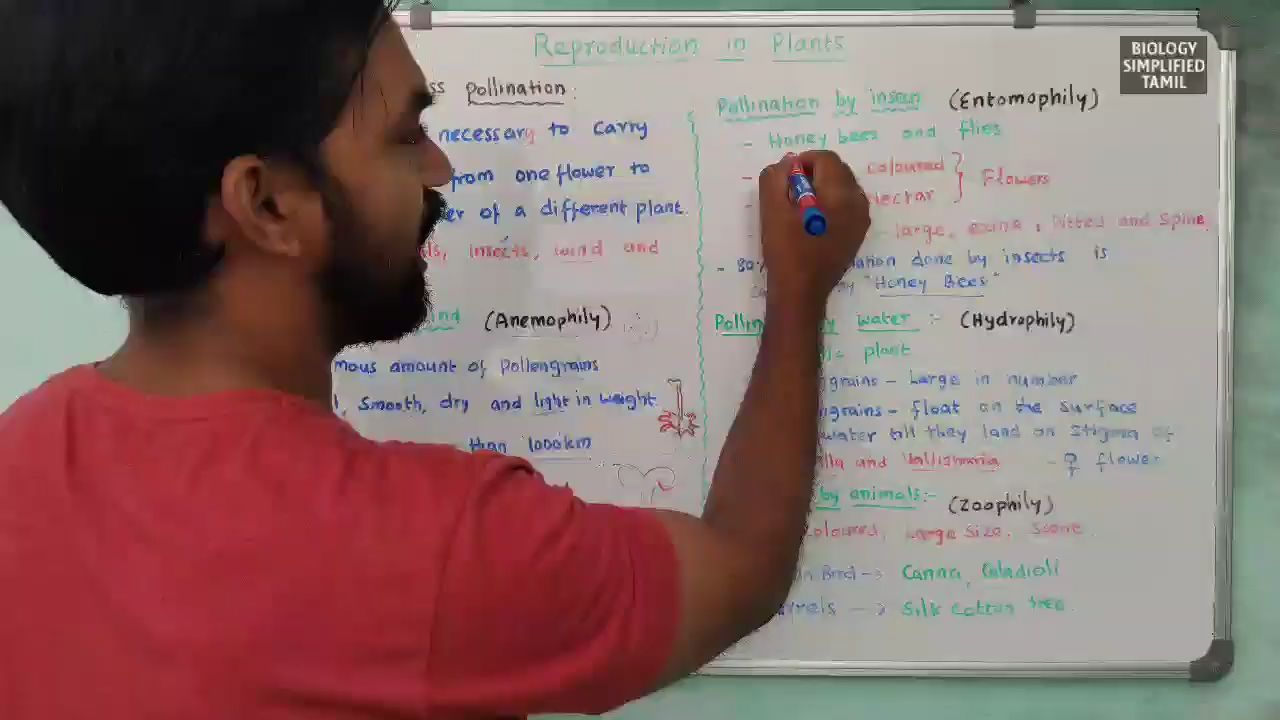 Reproduction in Plants
BIOLOGY
SIMPLIFIED
TAMIL
ss Pollination:
necessary to carry
from one flower to
er of a different plant.
ls, insects, wind and
ind (Anemophily)
mous amount of pollengrains
l, Smooth, dry and light in weight.
than 1000km
Pollination by insects (Entomophily)
- Honey bees and flies
- coloured } Flowers
- nectar
- large, exine, Pitted and Spine
- 80% ation done by insects is
by "Honey Bees"
Pollin by water :- (Hydrophily)
plant
ngrains - Large in number
ngrains - float on the surface
water till they land on Stigma of
lla and Vallisnaria - ♀ flower
by animals:- (Zoophily)
coloured, Large Size, Scent
n Bird -> Canna, Gladioli
rrels -> Silk cotton tree